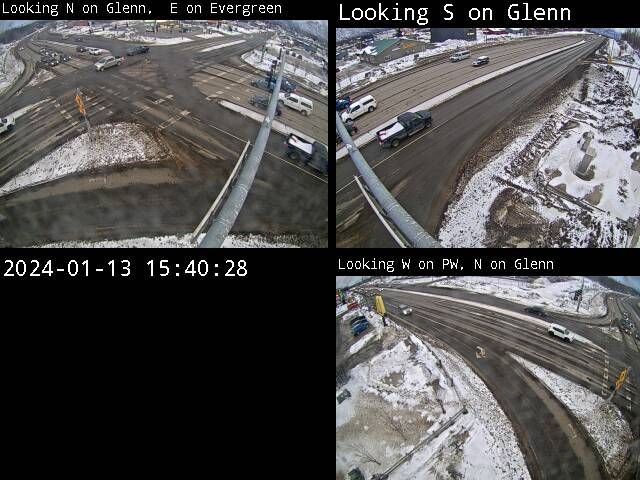 Looking N on Glenn,  E on Evergreen
Looking S on Glenn
2024-01-13 15:40:28
Looking W on PW, N on Glenn